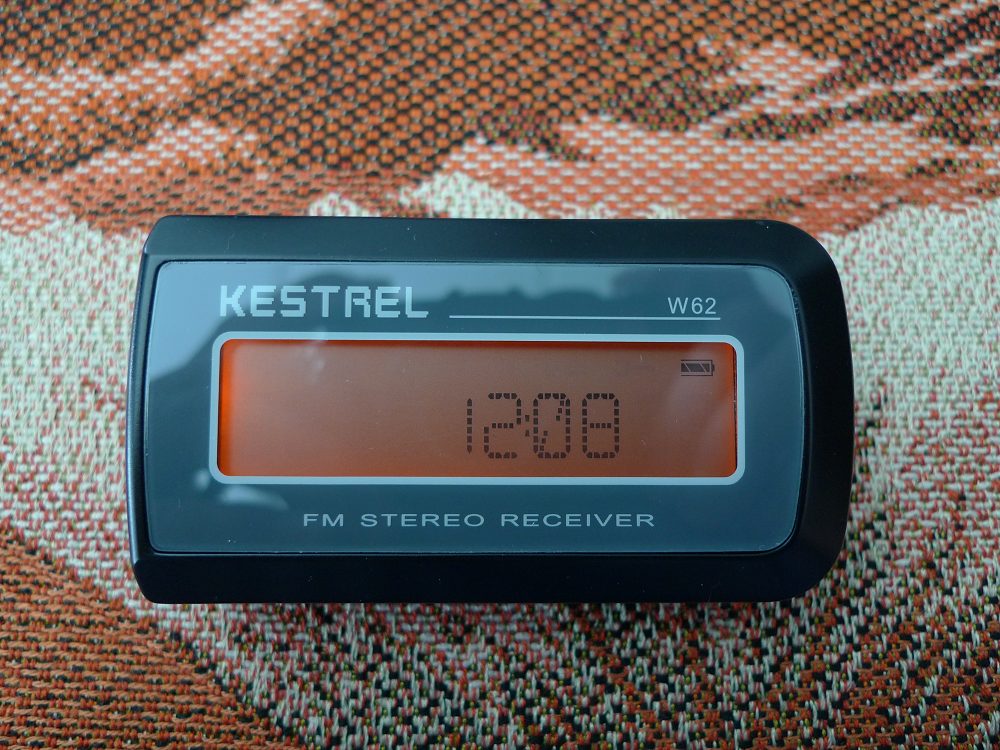 KESTREL
W62
12:08
FM STEREO RECEIVER